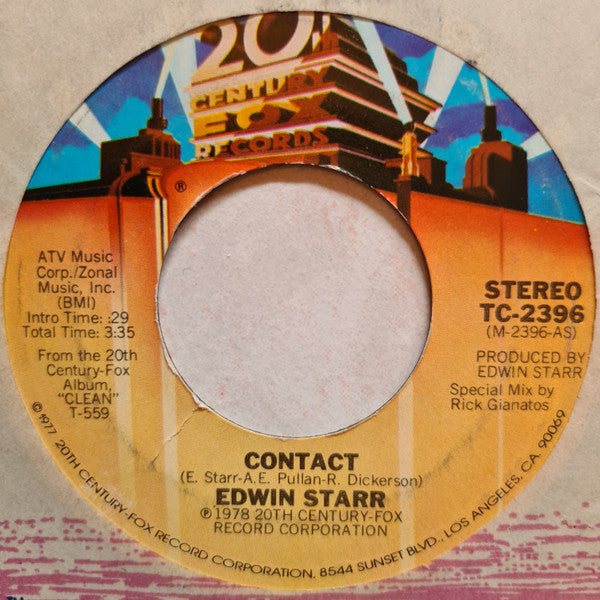 20th
CENTURY
FOX
RECORDS
®
ATV Music
Corp./Zonal
Music, Inc.
(BMI)
Intro Time: :29
Total Time: 3:35
From the 20th
Century-Fox
Album,
"CLEAN"
T-559
STEREO
TC-2396
(M-2396-AS)
PRODUCED BY
EDWIN STARR
Special Mix by
Rick Gianatos
CONTACT
(E. Starr-A.E. Pullan-R. Dickerson)
EDWIN STARR
℗ 1978 20TH CENTURY-FOX
RECORD CORPORATION
© 1977 20TH CENTURY-FOX RECORD CORPORATION, 8544 SUNSET BLVD., LOS ANGELES, CA. 90069